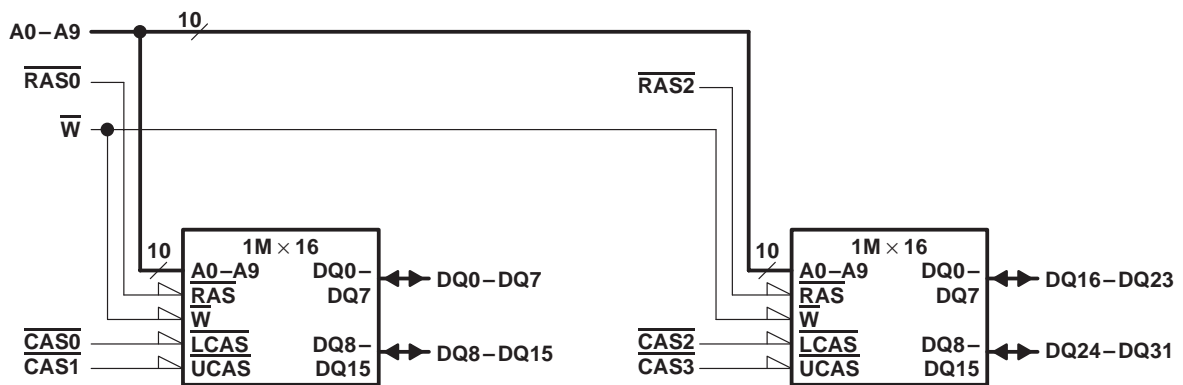 A0–A9
10
RAS0
RAS2
W
10
1M × 16
A0–A9
DQ0–
RAS
DQ7
DQ0–DQ7
W
CAS0
LCAS
DQ8–
DQ8–DQ15
CAS1
UCAS
DQ15
10
1M × 16
A0–A9
DQ0–
RAS
DQ7
DQ16–DQ23
W
CAS2
LCAS
DQ8–
DQ24–DQ31
CAS3
UCAS
DQ15